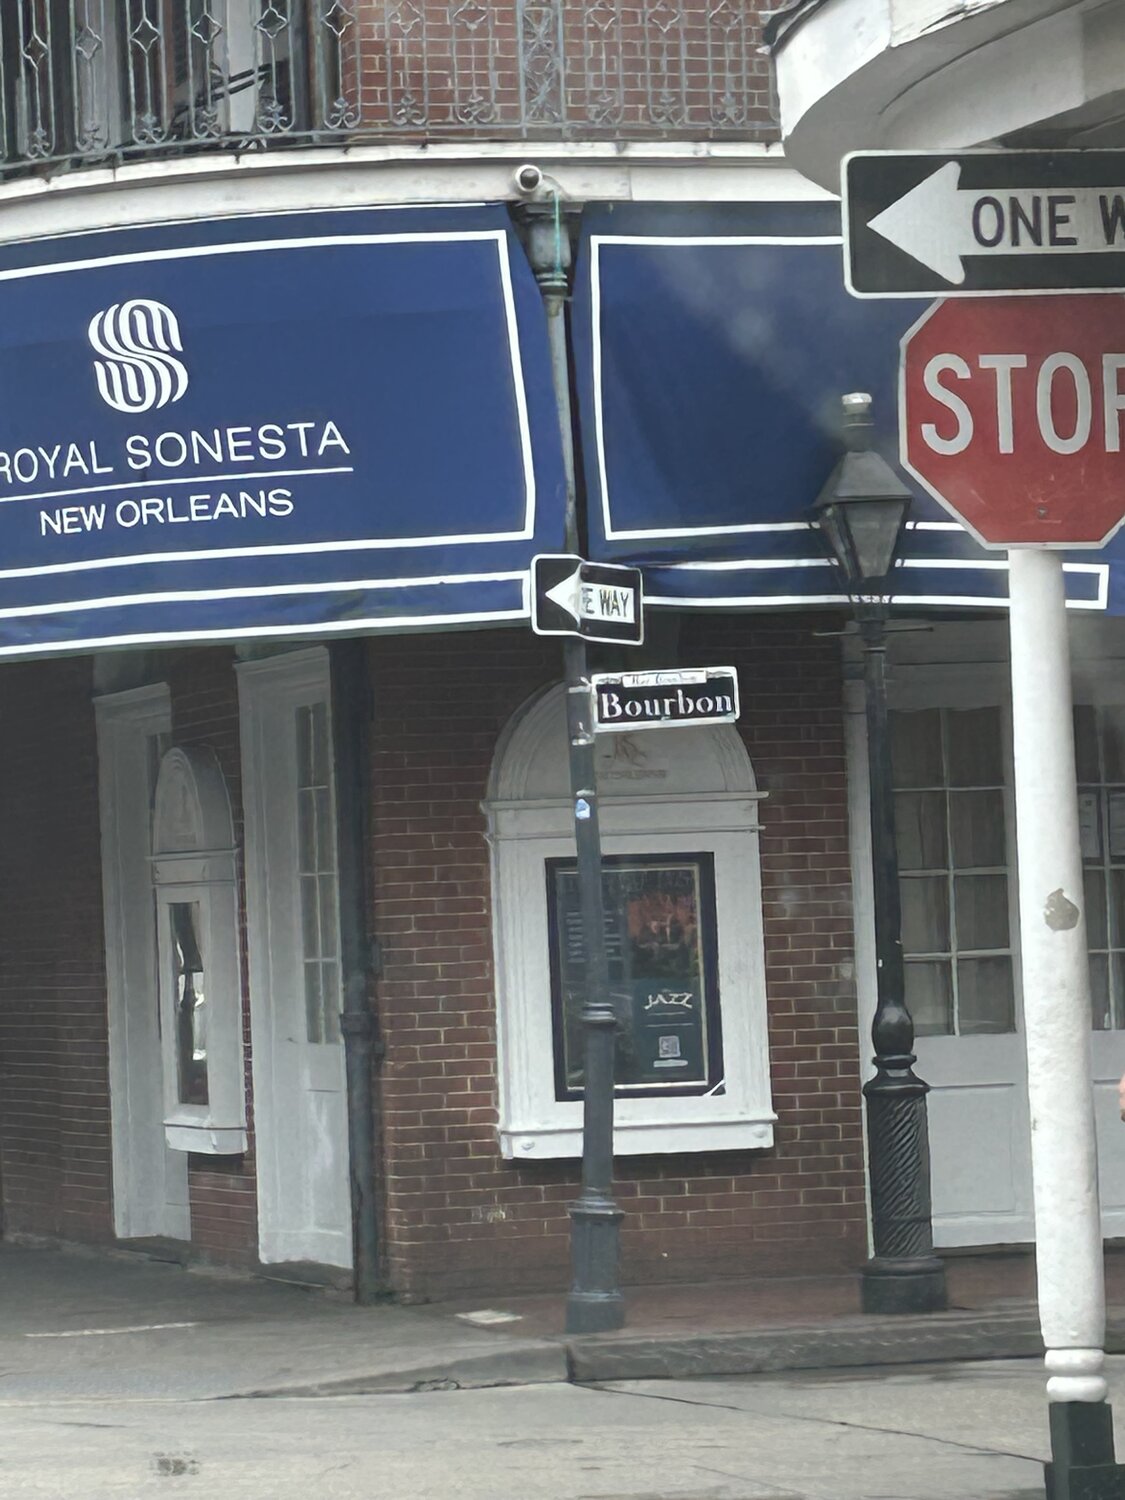 ONE W
STOP
ROYAL SONESTA
NEW ORLEANS
E WAY
Bourbon
JAZZ